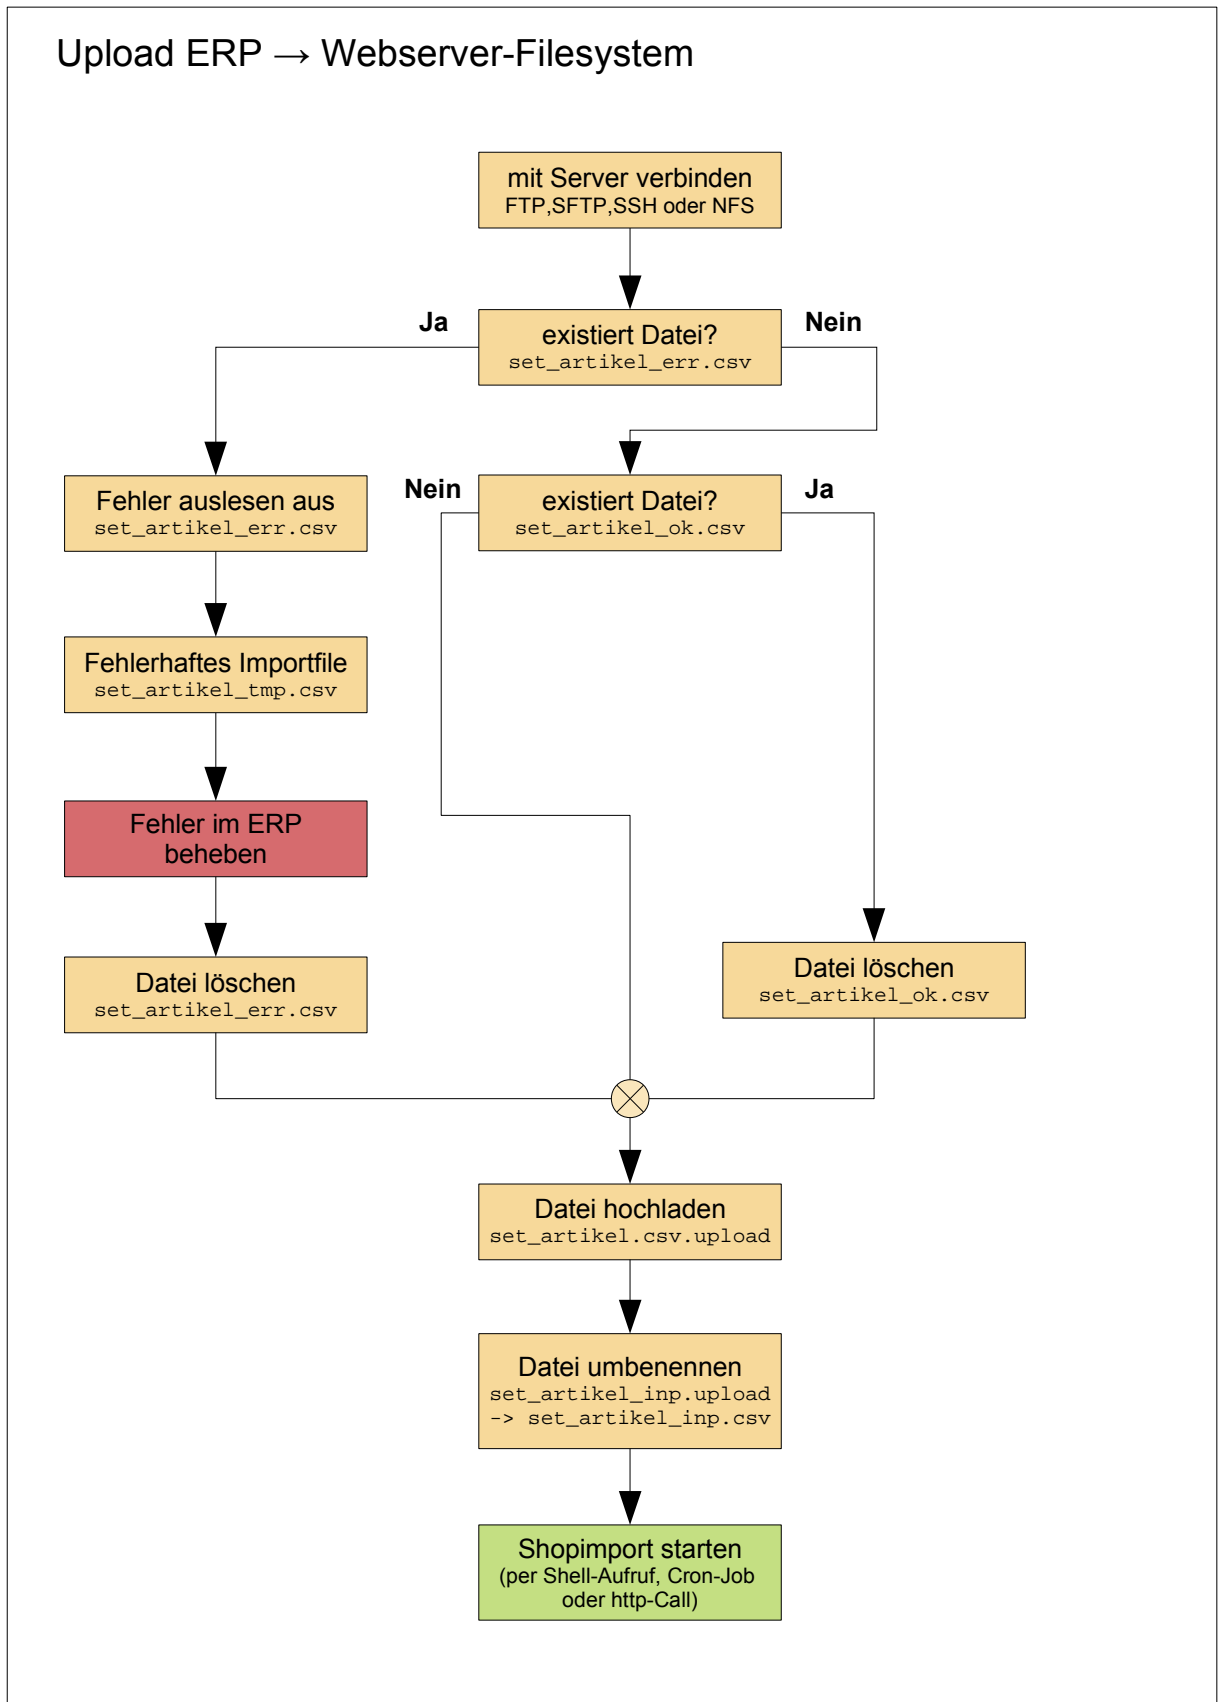 Upload ERP → Webserver-Filesystem
mit Server verbinden
FTP,SFTP,SSH oder NFS
Ja
existiert Datei?
set_artikel_err.csv
Nein
Fehler auslesen aus
set_artikel_err.csv
Nein
existiert Datei?
set_artikel_ok.csv
Ja
Fehlerhaftes Importfile
set_artikel_tmp.csv
Fehler im ERP
beheben
Datei löschen
set_artikel_err.csv
Datei löschen
set_artikel_ok.csv
Datei hochladen
set_artikel.csv.upload
Datei umbenennen
set_artikel_inp.upload
-> set_artikel_inp.csv
Shopimport starten
(per Shell-Aufruf, Cron-Job
oder http-Call)